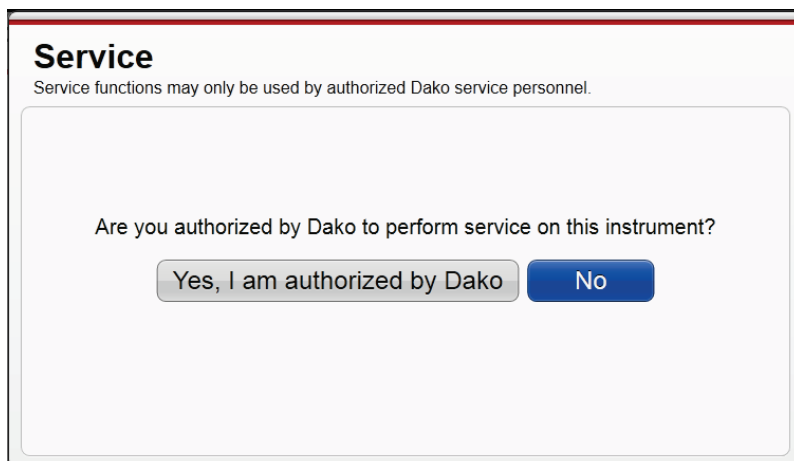 Service
Service functions may only be used by authorized Dako service personnel.
Are you authorized by Dako to perform service on this instrument?
Yes, I am authorized by Dako
No